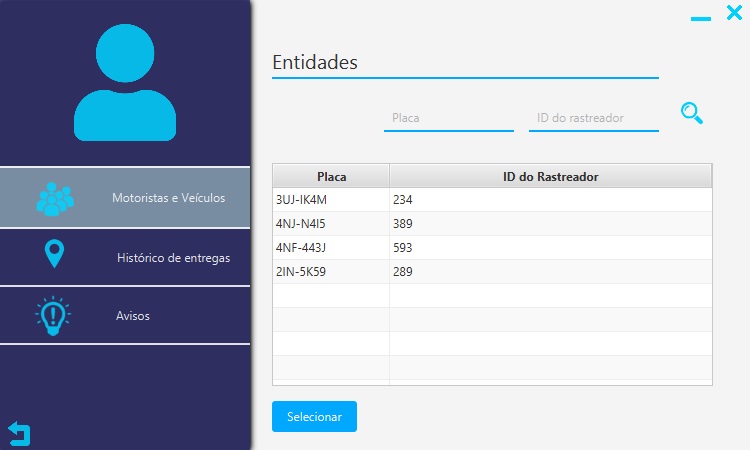 Entidades
Placa
ID do rastreador
Motoristas e Veículos
Histórico de entregas
Avisos
Placa ID do Rastreador
3UJ-IK4M 234
4NJ-N4I5 389
4NF-443J 593
2IN-5K59 289
Selecionar